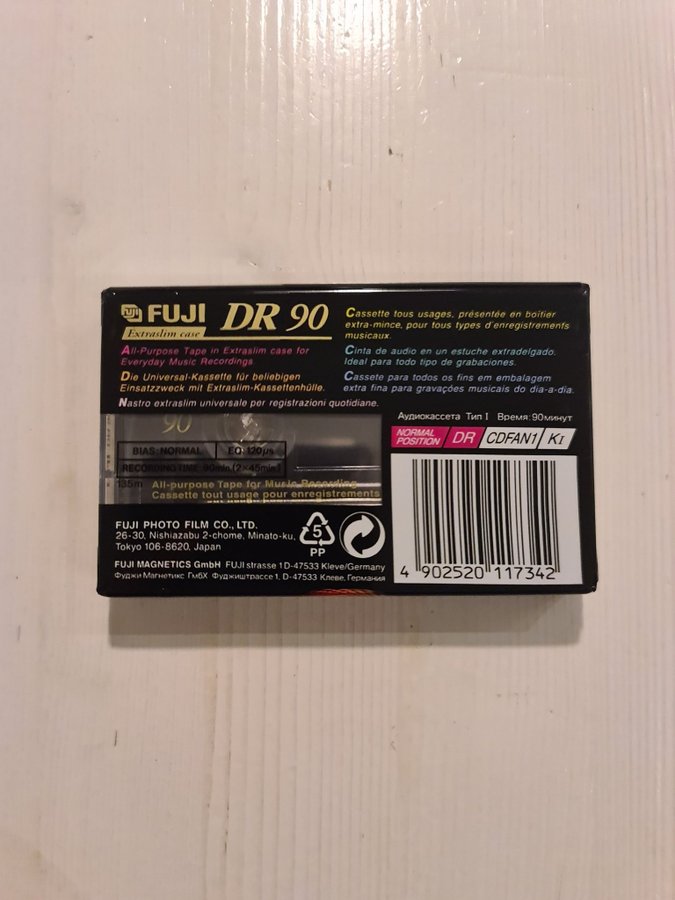 FUJI DR 90
Extraslim case
All-Purpose Tape in Extraslim case for
Everyday Music Recordings
Die Universal-Kassette für beliebigen
Einsatzzweck mit Extraslim-Kassettenhülle.
Nastro extraslim universale per registrazioni quotidiane.
Cassette tous usages, présentée en boîtier
extra-mince, pour tous types d'enregistrements
musicaux.
Cinta de audio en un estuche extradelgado.
Ideal para todo tipo de grabaciones.
Cassete para todos os fins em embalagem
extra fina para gravações musicais do dia-a-dia.
Аудиокассета Тип I Время: 90минут
NORMAL POSITION DR CDFAN1 KI
90
BIAS: NORMAL EQ: 120μs
RECORDING TIME: 90min.(2×45min.)
135m All-purpose Tape for Music Recording
Cassette tout usage pour enregistrements
FUJI PHOTO FILM CO., LTD.
26-30, Nishiazabu 2-chome, Minato-ku,
Tokyo 106-8620, Japan
5
PP
FUJI MAGNETICS GmbH FUJI strasse 1 D-47533 Kleve/Germany
Фуджи Магнетикс ГмбХ Фуджиштрассе 1, D-47533 Клеве, Германия
4 902520 117342